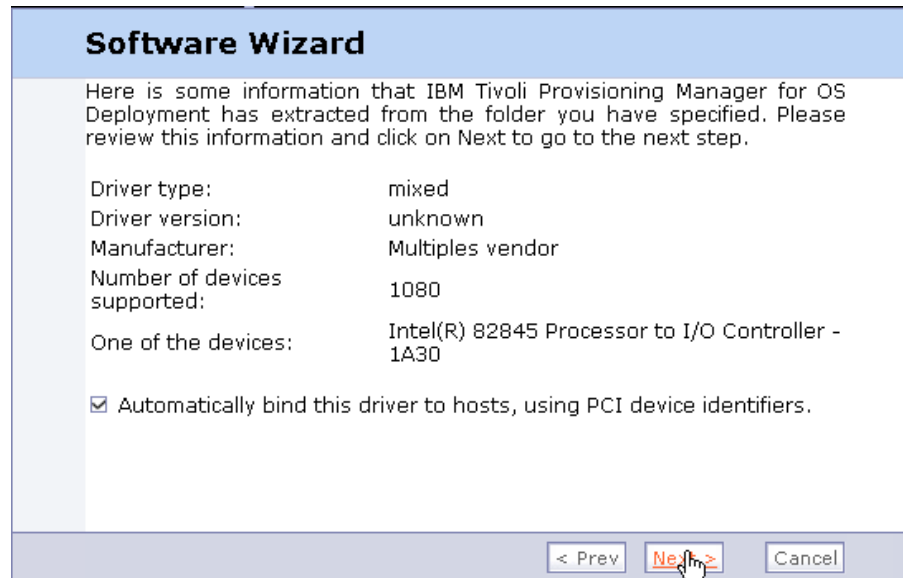 Software Wizard
Here is some information that IBM Tivoli Provisioning Manager for OS
Deployment has extracted from the folder you have specified. Please
review this information and click on Next to go to the next step.
Driver type: mixed
Driver version: unknown
Manufacturer: Multiples vendor
Number of devices
supported: 1080
One of the devices: Intel(R) 82845 Processor to I/O Controller -
1A30
Automatically bind this driver to hosts, using PCI device identifiers.
< Prev Next > Cancel